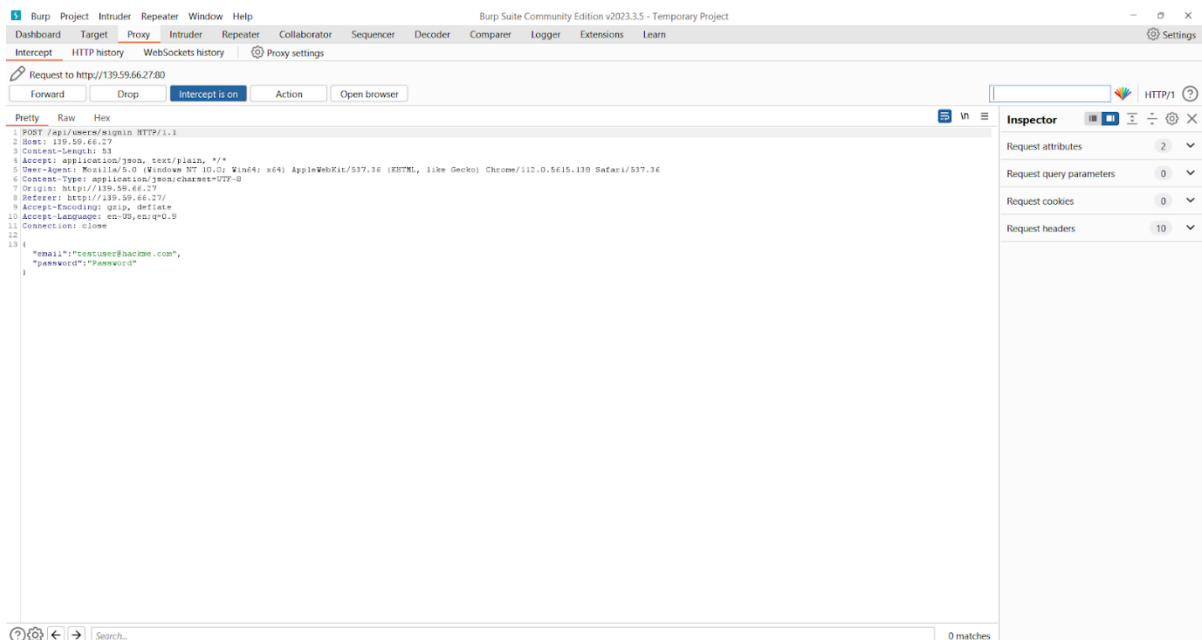 Burp Project Intruder Repeater Window Help
Burp Suite Community Edition v2023.3.5 - Temporary Project
Dashboard Target Proxy Intruder Repeater Collaborator Sequencer Decoder Comparer Logger Extensions Learn
Settings
Intercept HTTP history WebSockets history Proxy settings
Request to http://139.59.66.27:80
Forward Drop Intercept is on Action Open browser
HTTP/1
Pretty Raw Hex
\n
Inspector
1 POST /api/users/signin HTTP/1.1
2 Host: 139.59.66.27
3 Content-Length: 53
4 Accept: application/json, text/plain, */*
5 User-Agent: Mozilla/5.0 (Windows NT 10.0; Win64; x64) AppleWebKit/537.36 (KHTML, like Gecko) Chrome/112.0.5615.138 Safari/537.36
6 Content-Type: application/json;charset=UTF-8
7 Origin: http://139.59.66.27
8 Referer: http://139.59.66.27/
9 Accept-Encoding: gzip, deflate
10 Accept-Language: en-US,en;q=0.9
11 Connection: close
12
13 {
"email":"testuser@hackme.com",
"password":"Password"
}
Request attributes 2
Request query parameters 0
Request cookies 0
Request headers 10
Search...
0 matches